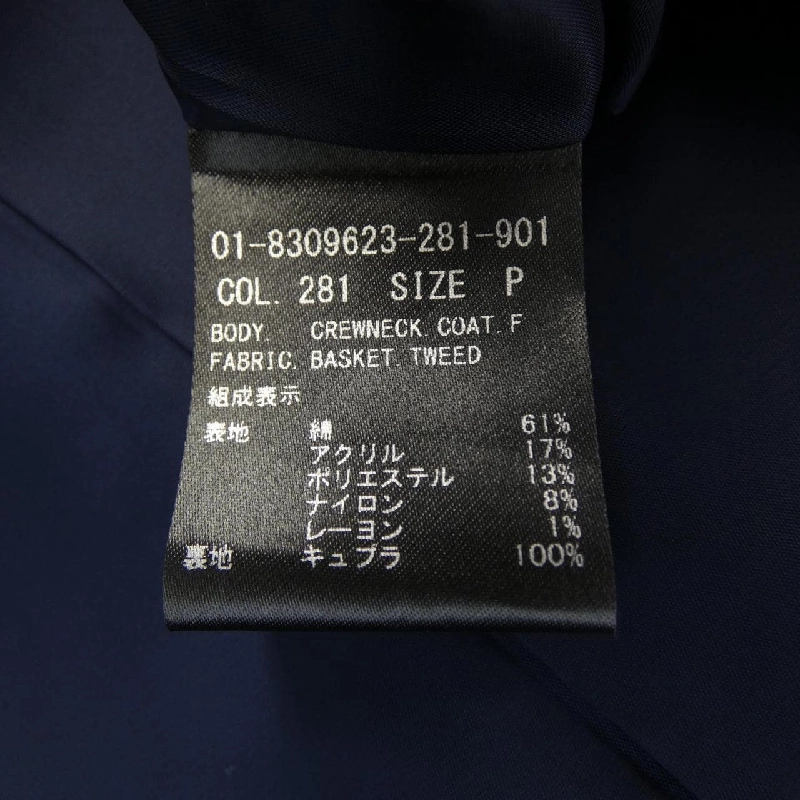 01-8309623-281-901
COL. 281 SIZE P
BODY. CREWNECK.COAT.F
FABRIC.BASKET.TWEED
組成表示
表地 綿 61%
アクリル 17%
ポリエステル 13%
ナイロン 8%
レーヨン 1%
裏地 キュプラ 100%